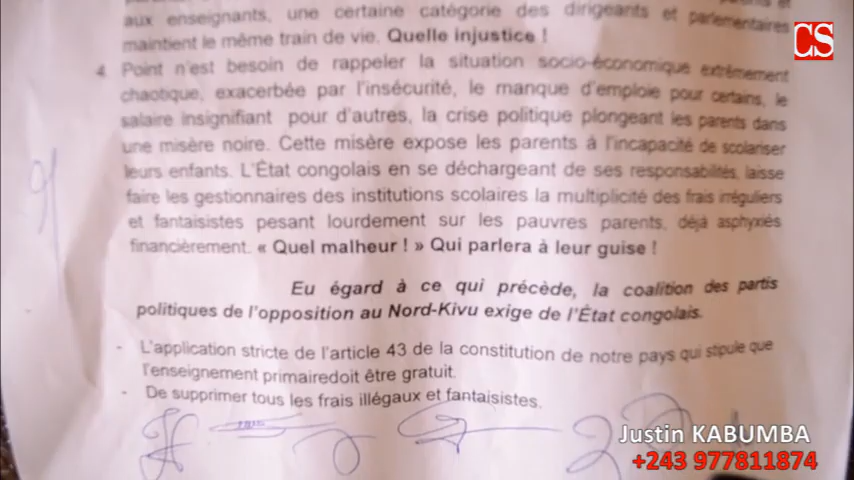 aux enseignants, une certaine catégorie des dirigeants et parlementaires
maintient le même train de vie. Quelle injustice !
CS
4. Point n'est besoin de rappeler la situation socio-économique extrêmement
chaotique, exacerbée par l'insécurité, le manque d'emploie pour certains, le
salaire insignifiant pour d'autres, la crise politique plongeant les parents dans
une misère noire. Cette misère expose les parents à l'incapacité de scolariser
leurs enfants. L'État congolais en se déchargeant de ses responsabilités, laisse
faire les gestionnaires des institutions scolaires la multiplicité des frais irréguliers
et fantaisistes pesant lourdement sur les pauvres parents, déjà asphyxiés
financièrement. « Quel malheur ! » Qui parlera à leur guise !
Eu égard à ce qui précède, la coalition des partis
politiques de l'opposition au Nord-Kivu exige de l'État congolais.
- L'application stricte de l'article 43 de la constitution de notre pays qui stipule que
l'enseignement primairedoit être gratuit.
- De supprimer tous les frais illégaux et fantaisistes.
Justin KABUMBA
+243 977811874